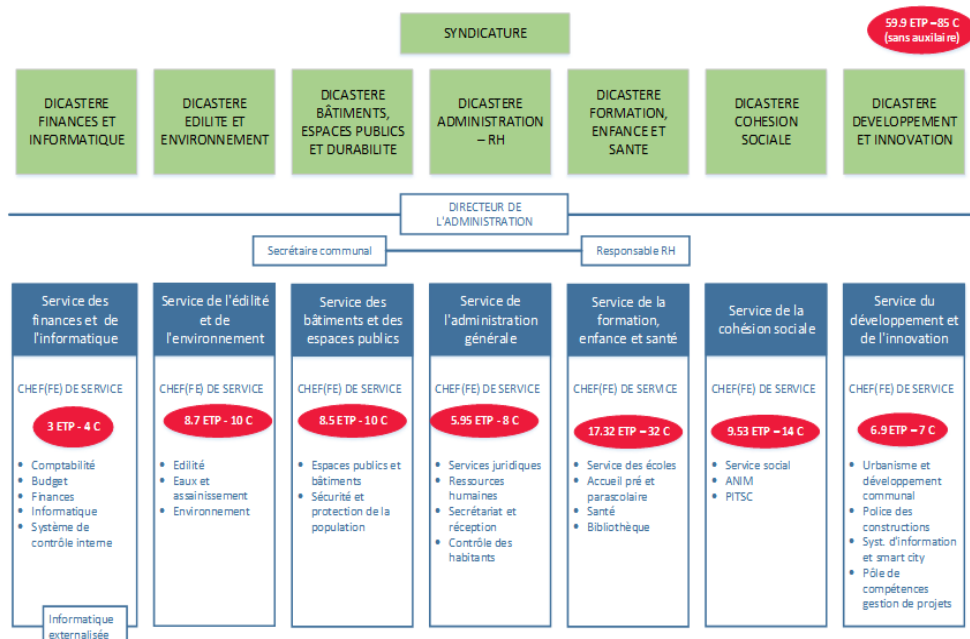 SYNDICATURE
59.9 ETP –85 C
(sans auxilaire)
DICASTERE
FINANCES ET
INFORMATIQUE
DICASTERE
EDILITE ET
ENVIRONNEMENT
DICASTERE
BÂTIMENTS,
ESPACES PUBLICS
ET DURABILITE
DICASTERE
ADMINISTRATION
– RH
DICASTERE
FORMATION,
ENFANCE ET
SANTE
DICASTERE
COHESION
SOCIALE
DICASTERE
DEVELOPPEMENT
ET INNOVATION
DIRECTEUR DE
L'ADMINISTRATION
Secrétaire communal
Responsable RH
Service des
finances et de
l'informatique
CHEF(FE) DE SERVICE
3 ETP - 4 C
• Comptabilité
• Budget
• Finances
• Informatique
• Système de
contrôle interne
Informatique
externalisée
Service de l'édilité
et de
l'environnement
CHEF(FE) DE SERVICE
8.7 ETP - 10 C
• Edilité
• Eaux et
assainissement
• Environnement
Service des
bâtiments et des
espaces publics
CHEF(FE) DE SERVICE
8.5 ETP - 10 C
• Espaces publics et
bâtiments
• Sécurité et
protection de la
population
Service de
l'administration
générale
CHEF(FE) DE SERVICE
5.95 ETP - 8 C
• Services juridiques
• Ressources
humaines
• Secrétariat et
réception
• Contrôle des
habitants
Service de la
formation,
enfance et santé
CHEF(FE) DE SERVICE
17.32 ETP – 32 C
• Service des écoles
• Accueil pré et
parascolaire
• Santé
• Bibliothèque
Service de la
cohésion sociale
CHEF(FE) DE SERVICE
9.53 ETP – 14 C
• Service social
• ANIM
• PITSC
Service du
développement et
de l'innovation
CHEF(FE) DE SERVICE
6.9 ETP – 7 C
• Urbanisme et
développement
communal
• Police des
constructions
• Syst. d'information
et smart city
• Pôle de
compétences
gestion de projets